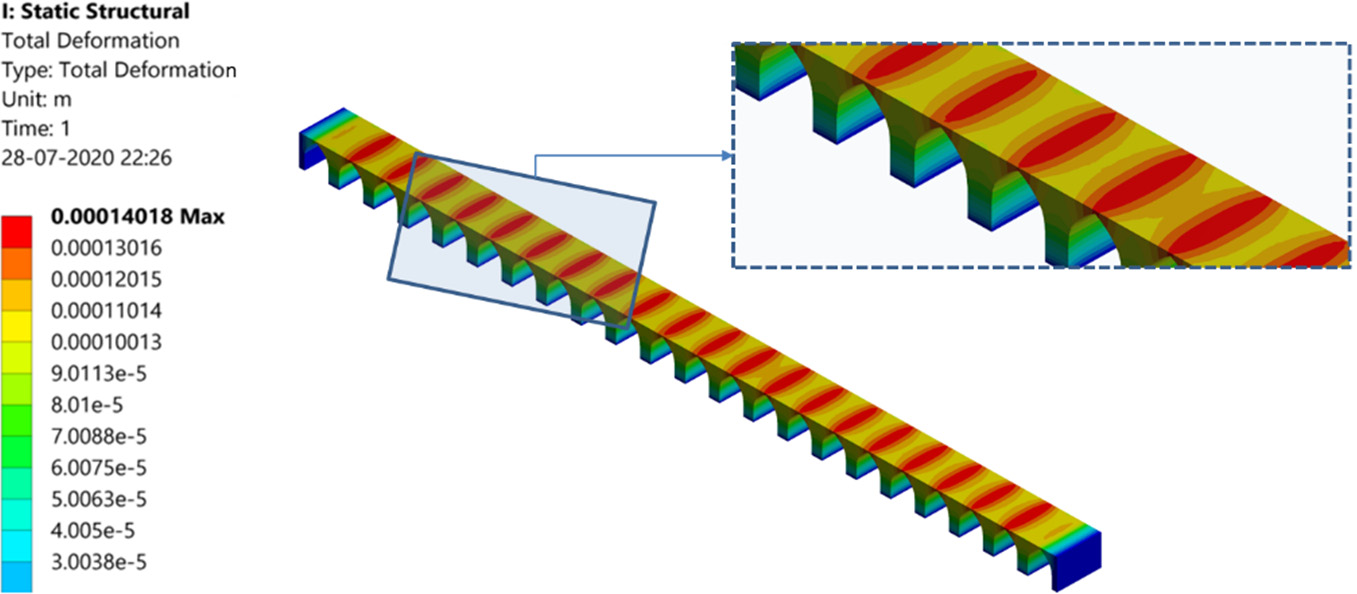 I: Static Structural
Total Deformation
Type: Total Deformation
Unit: m
Time: 1
28-07-2020 22:26
0.00014018 Max
0.00013016
0.00012015
0.00011014
0.00010013
9.0113e-5
8.01e-5
7.0088e-5
6.0075e-5
5.0063e-5
4.005e-5
3.0038e-5